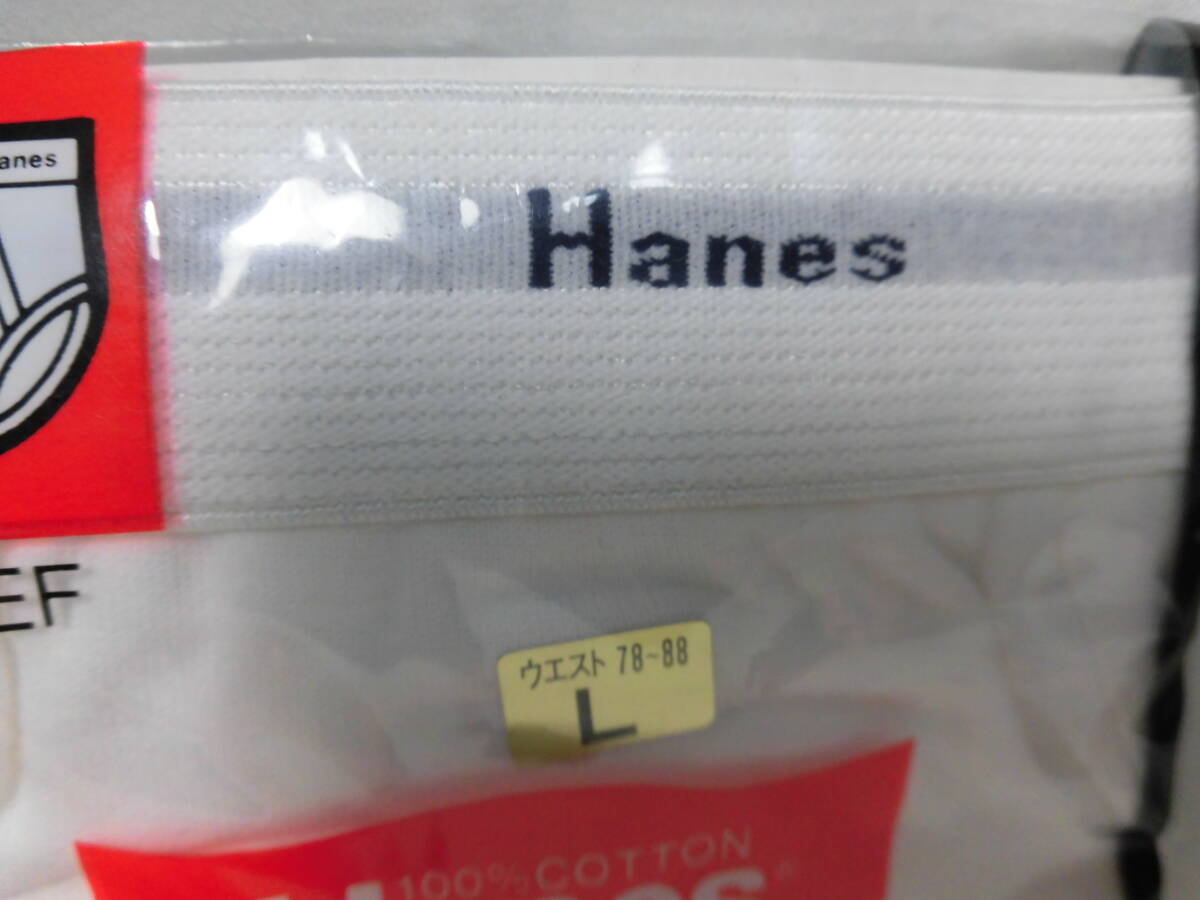 anes
Hanes
EF
ウエスト 78~88
L
100% COTTON